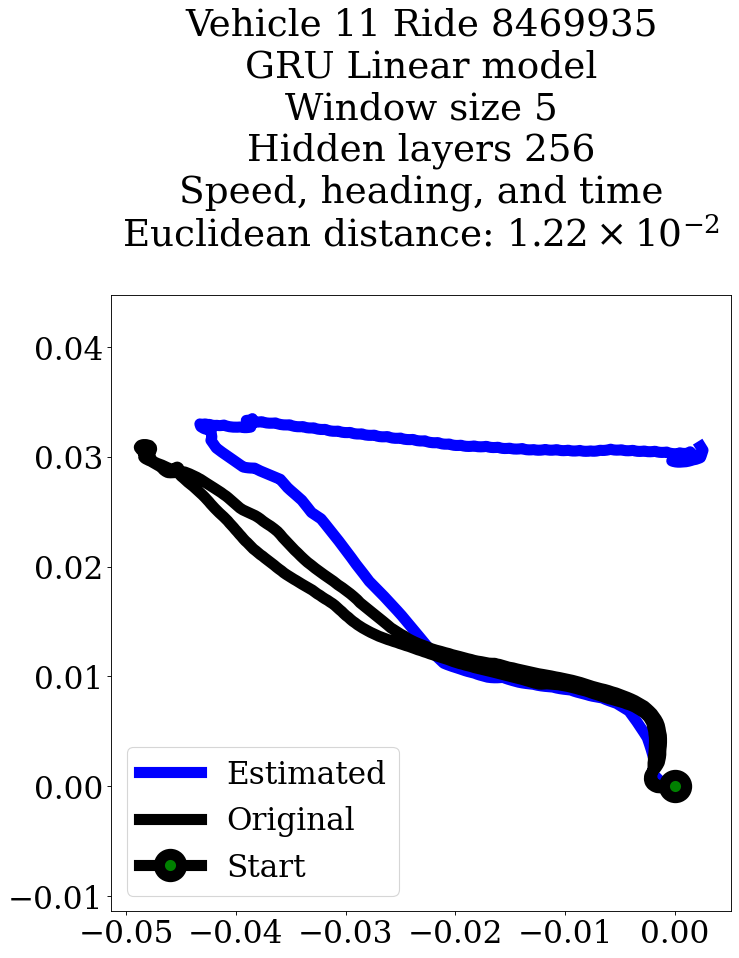 Vehicle 11 Ride 8469935
GRU Linear model
Window size 5
Hidden layers 256
Speed, heading, and time
Euclidean distance: 1.22 × 10⁻²
0.04
0.03
0.02
0.01
0.00
−0.01
Estimated
Original
Start
−0.05 −0.04 −0.03 −0.02 −0.01 0.00